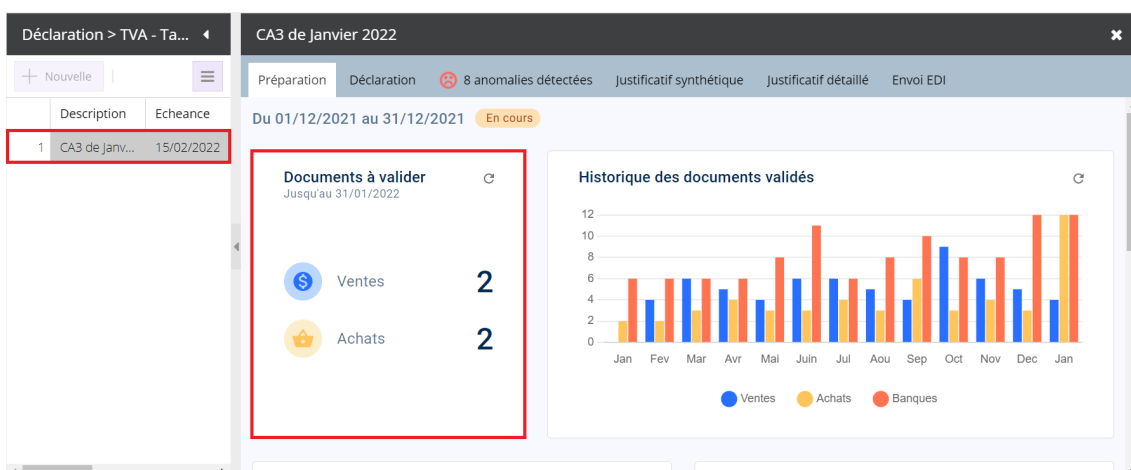 Déclaration > TVA - Ta...
CA3 de Janvier 2022
Nouvelle
Préparation Déclaration 8 anomalies détectées Justificatif synthétique Justificatif détaillé Envoi EDI
Description Echeance
1 CA3 de Janv... 15/02/2022
Du 01/12/2021 au 31/12/2021 En cours
Documents à valider
Jusqu'au 31/01/2022
Ventes 2
Achats 2
Historique des documents validés
12
10
8
6
4
2
0
Jan Fev Mar Avr Mai Juin Jul Aou Sep Oct Nov Dec Jan
Ventes Achats Banques